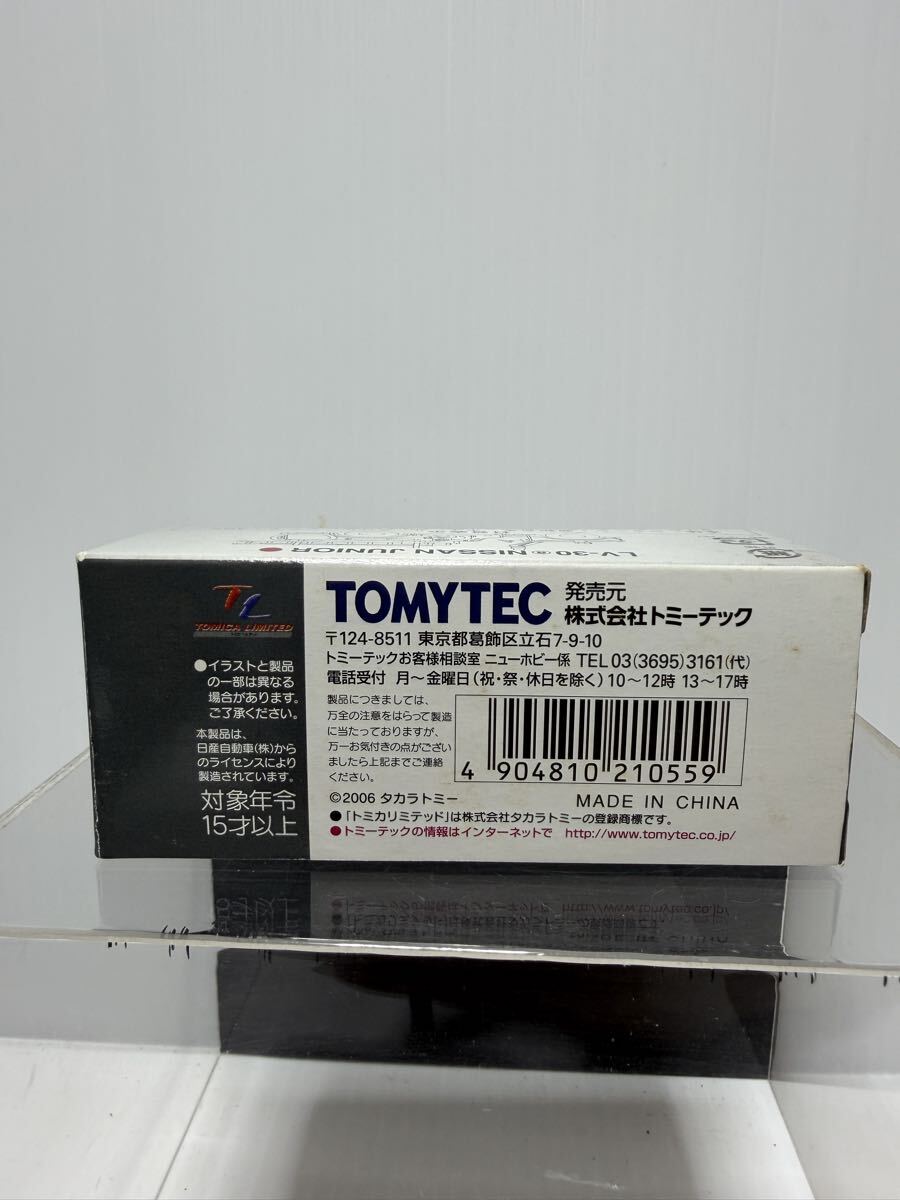 LV-30ⓐ NISSAN JUNIOR ●
TL
TOMICA LIMITED
●イラストと製品
の一部は異なる
場合があります。
ご了承ください。
本製品は、
日産自動車(株)から
のライセンスにより
製造されています。
対象年令
15才以上
TOMYTEC
発売元
株式会社トミーテック
〒124-8511 東京都葛飾区立石7-9-10
トミーテックお客様相談室 ニューホビー係 TEL 03(3695)3161(代)
電話受付 月~金曜日(祝・祭・休日を除く)10~12時 13~17時
製品につきましては、
万全の注意をはらって製造
に当たっておりますが、
万一お気付きの点がござい
ましたら上記までご連絡
ください。
4 904810 210559
©2006 タカラトミー
MADE IN CHINA
●「トミカリミテッド」は株式会社タカラトミーの登録商標です。
●トミーテックの情報はインターネットで http://www.tomytec.co.jp/